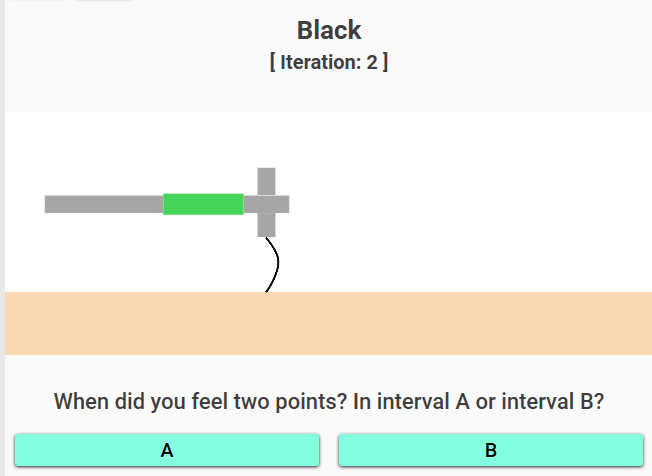 Black
[ Iteration: 2 ]
When did you feel two points? In interval A or interval B?
A
B